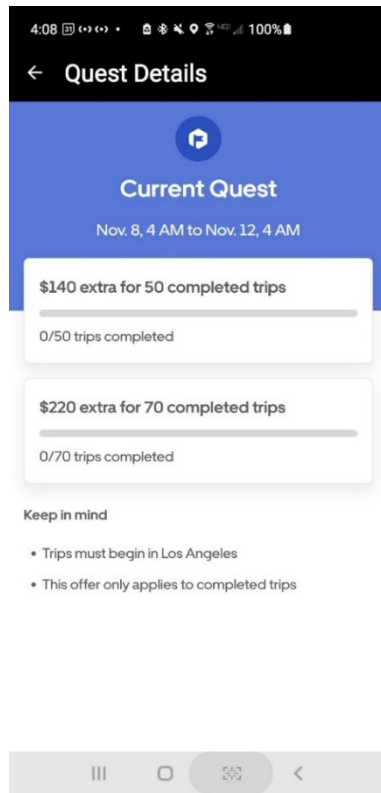 4:08 31
100%
Quest Details
Current Quest
Nov. 8, 4 AM to Nov. 12, 4 AM
$140 extra for 50 completed trips
0/50 trips completed
$220 extra for 70 completed trips
0/70 trips completed
Keep in mind
• Trips must begin in Los Angeles
• This offer only applies to completed trips